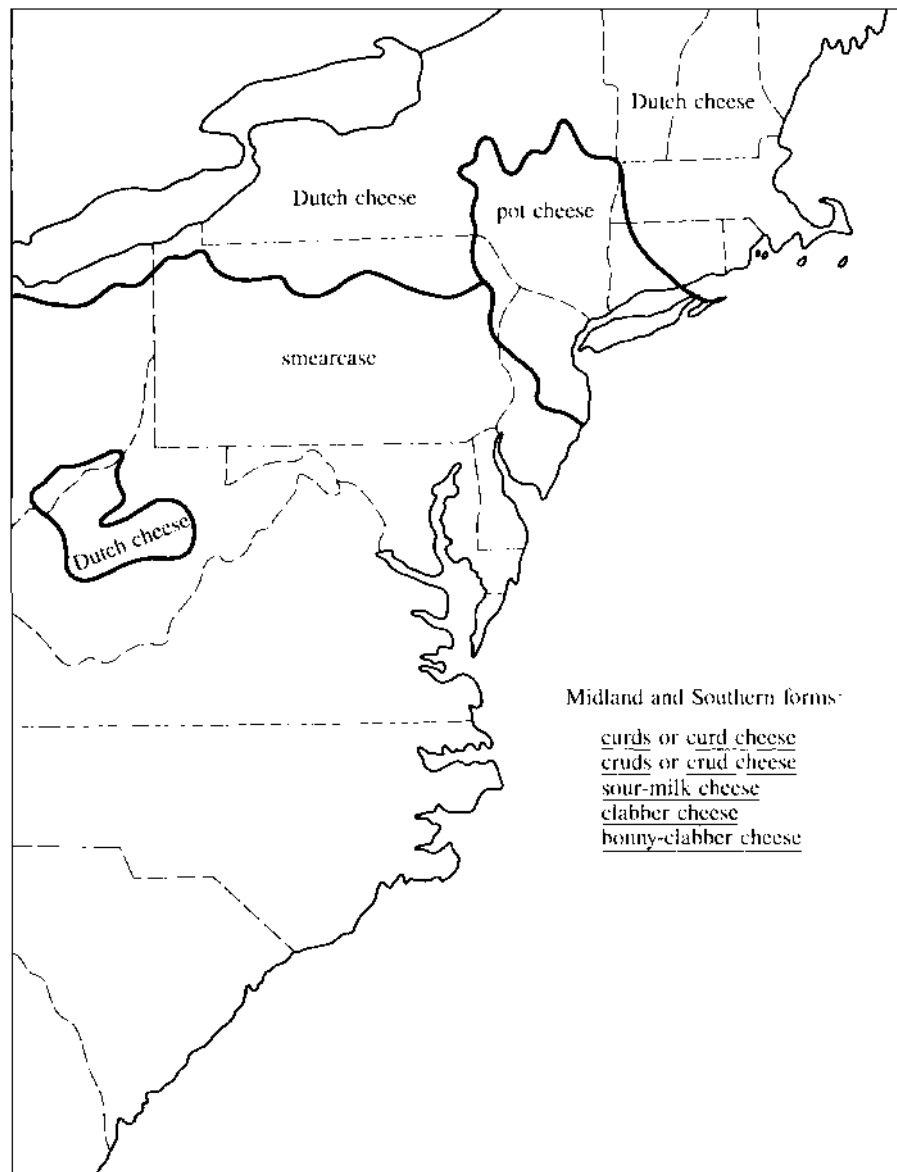 Dutch cheese
Dutch cheese
pot cheese
smearcase
Dutch cheese
Midland and Southern forms:
curds or curd cheese
cruds or crud cheese
sour-milk cheese
clabber cheese
bonny-clabber cheese